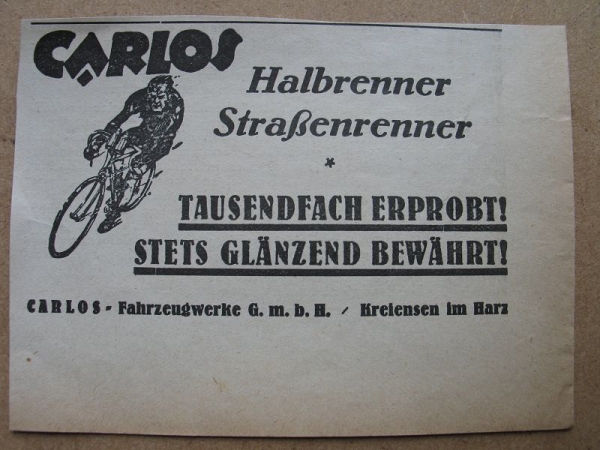 CARLOS
Halbrenner
Straßenrenner
*
TAUSENDFACH ERPROBT!
STETS GLÄNZEND BEWÄHRT!
CARLOS - Fahrzeugwerke G. m. b. H. / Kreiensen im Harz